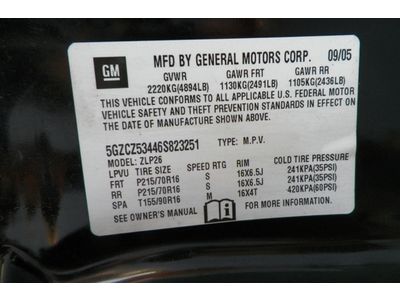 GM
MFD BY GENERAL MOTORS CORP. 09/05
GVWR GAWR FRT GAWR RR
2220KG(4894LB) 1130KG(2491LB) 1105KG(2436LB)
THIS VEHICLE CONFORMS TO ALL APPLICABLE U.S. FEDERAL MOTOR
VEHICLE SAFETY AND THEFT PREVENTION STANDARDS IN EFFECT ON
THE DATE OF MANUFACTURE SHOWN ABOVE.
5GZCZ53446S823251 TYPE: M.P.V.
MODEL: ZLP26
LPVU TIRE SIZE SPEED RTG RIM COLD TIRE PRESSURE
FRT P215/70R16 S 16X6.5J 241KPA(35PSI)
RR P215/70R16 S 16X6.5J 241KPA(35PSI)
SPA T155/90R16 M 16X4T 420KPA(60PSI)
SEE OWNER'S MANUAL